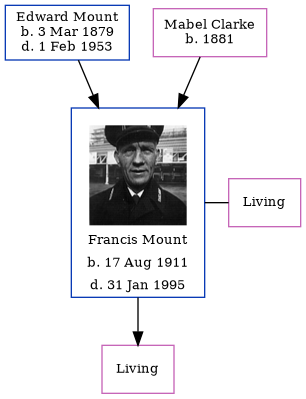 Edward Mount
b. 3 Mar 1879
d. 1 Feb 1953
Mabel Clarke
b. 1881
Francis Mount
b. 17 Aug 1911
d. 31 Jan 1995
Living
Living